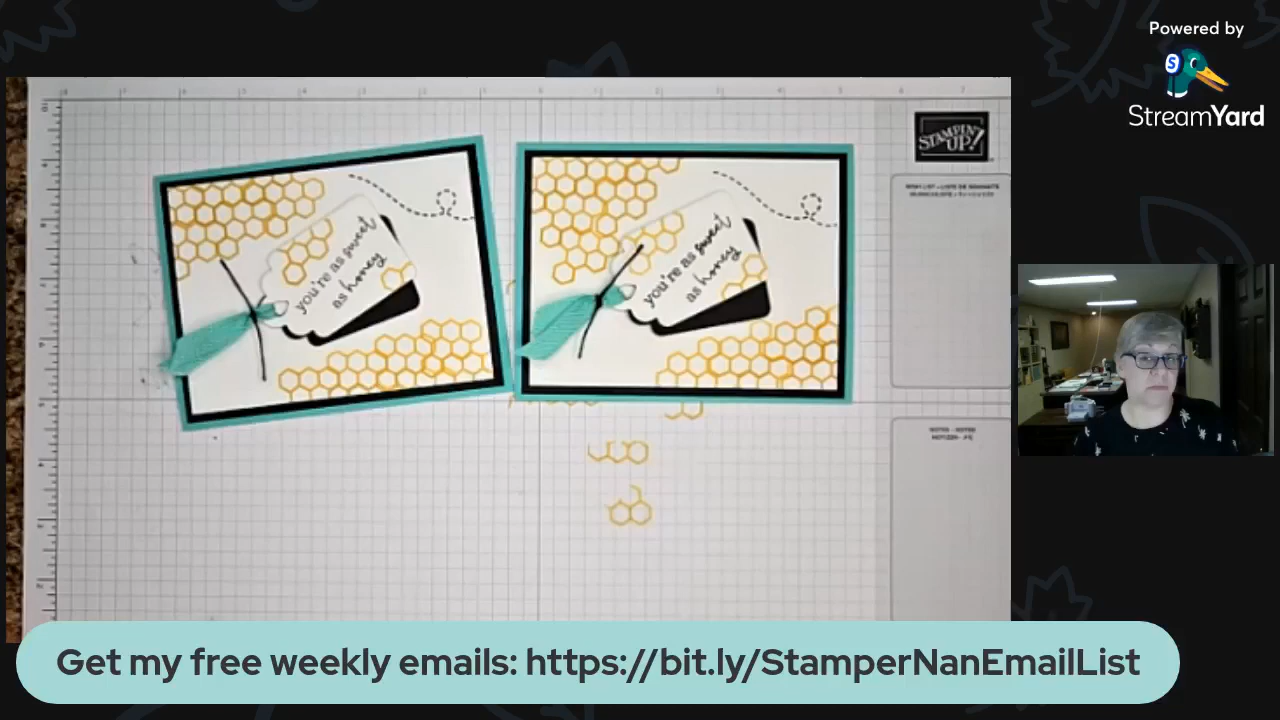 Powered by
StreamYard
STAMPIN' UP!
you're as sweet
as honey
you're as sweet
as honey
Get my free weekly emails: https://bit.ly/StamperNanEmailList